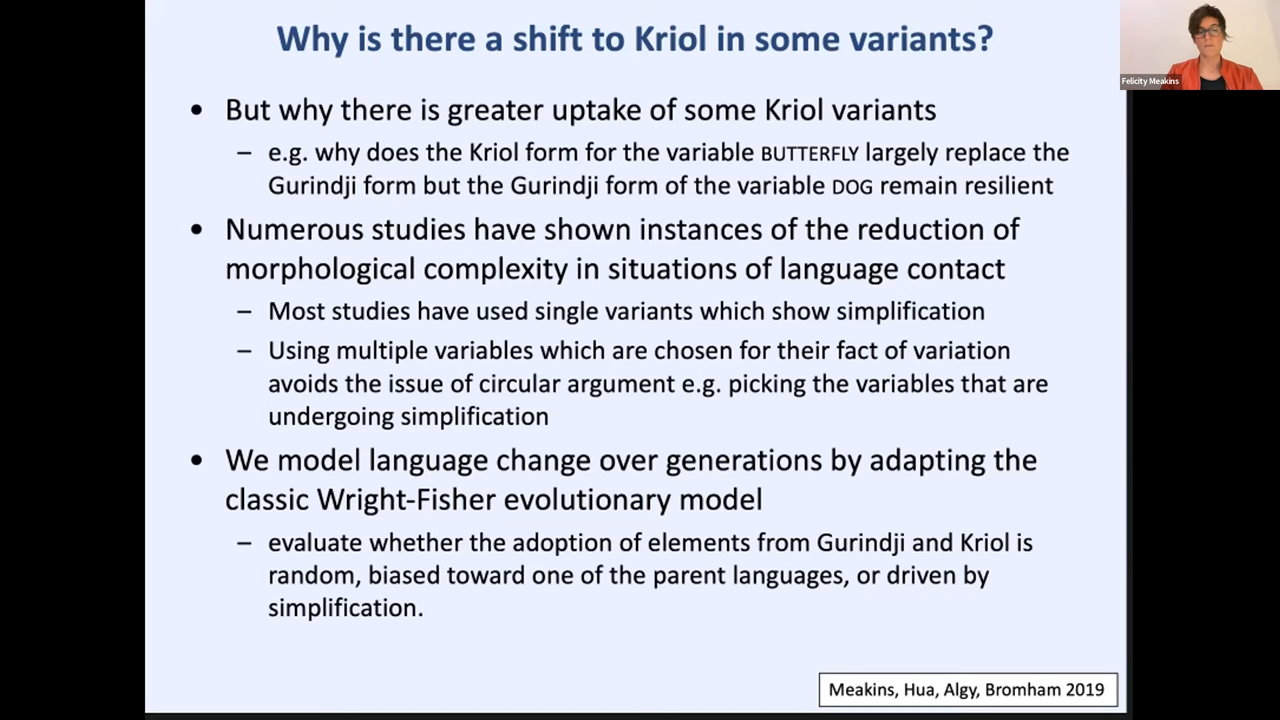 Why is there a shift to Kriol in some variants?
Felicity Meakins
• But why there is greater uptake of some Kriol variants
– e.g. why does the Kriol form for the variable BUTTERFLY largely replace the
Gurindji form but the Gurindji form of the variable DOG remain resilient
• Numerous studies have shown instances of the reduction of
morphological complexity in situations of language contact
– Most studies have used single variants which show simplification
– Using multiple variables which are chosen for their fact of variation
avoids the issue of circular argument e.g. picking the variables that are
undergoing simplification
• We model language change over generations by adapting the
classic Wright-Fisher evolutionary model
– evaluate whether the adoption of elements from Gurindji and Kriol is
random, biased toward one of the parent languages, or driven by
simplification.
Meakins, Hua, Algy, Bromham 2019